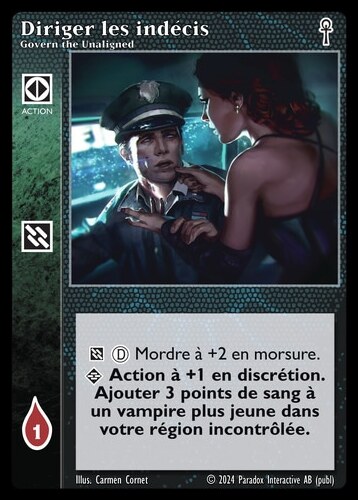 Diriger les indécis
Govern the Unaligned
ACTION
D Mordre à +2 en morsure.
Action à +1 en discrétion.
Ajouter 3 points de sang à
un vampire plus jeune dans
votre région incontrôlée.
1
Illus. Carmen Cornet © 2024 Paradox Interactive AB (publ)